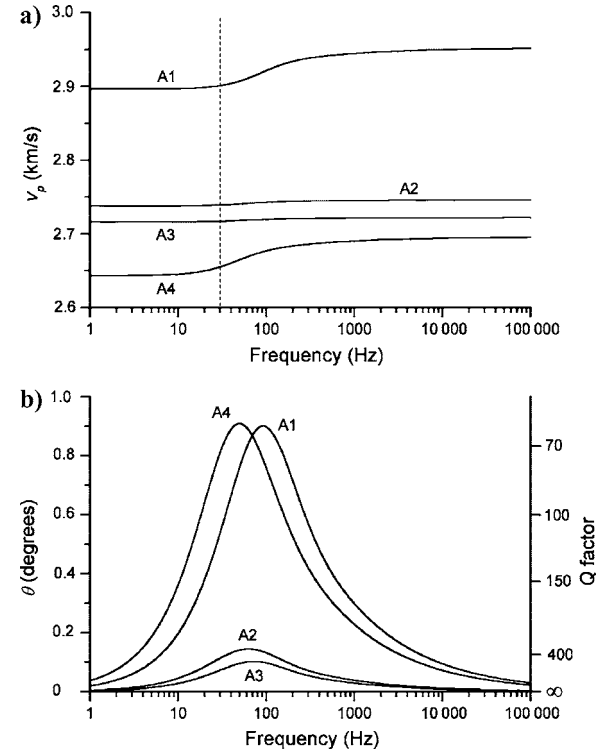 a)
3.0
2.9
2.8
2.7
2.6
v_p (km/s)
A1
A2
A3
A4
1 10 100 1000 10 000 100 000
Frequency (Hz)
b)
1.0
0.8
0.6
0.4
0.2
0
θ (degrees)
A4 A1
A2
A3
70
100
150
400
∞
Q factor
1 10 100 1000 10 000 100 000
Frequency (Hz)